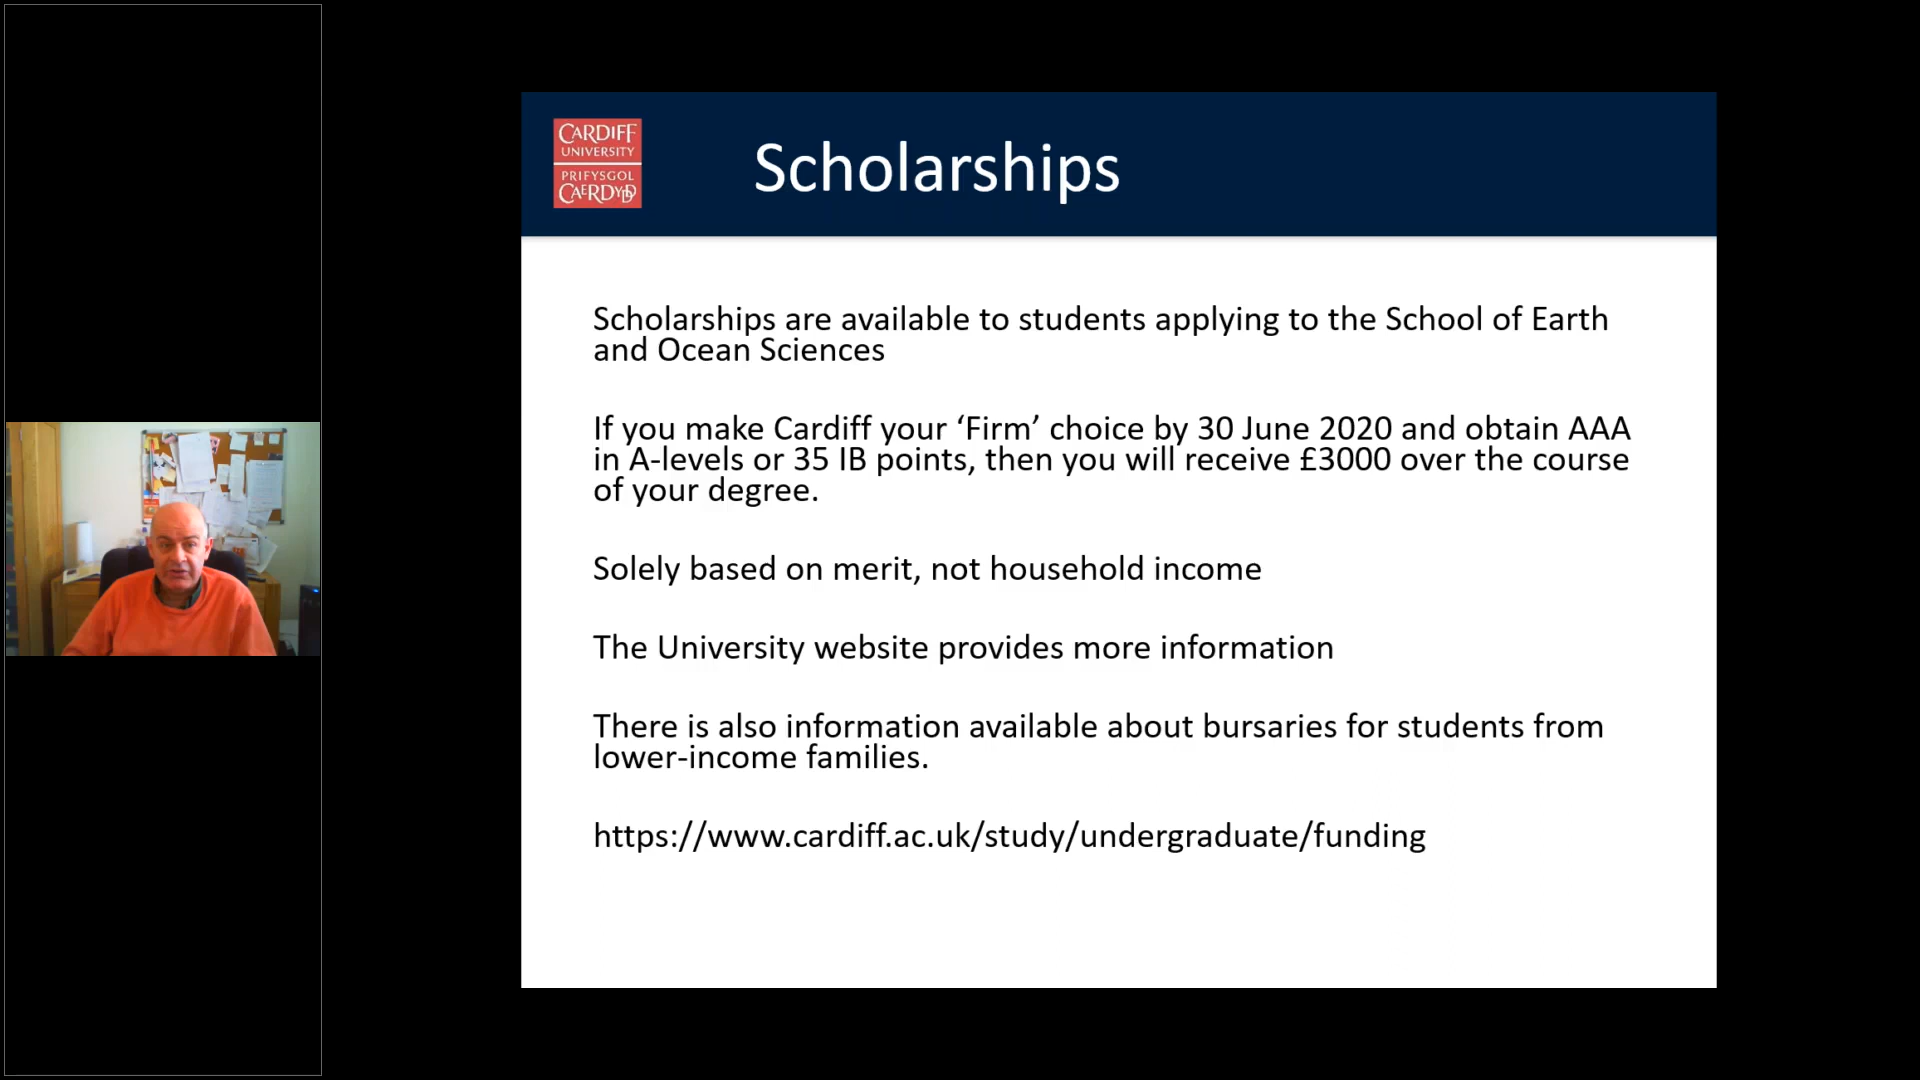 CARDIFF
UNIVERSITY
PRIFYSGOL
CAERDYDD
Scholarships
Scholarships are available to students applying to the School of Earth
and Ocean Sciences
If you make Cardiff your ‘Firm’ choice by 30 June 2020 and obtain AAA
in A-levels or 35 IB points, then you will receive £3000 over the course
of your degree.
Solely based on merit, not household income
The University website provides more information
There is also information available about bursaries for students from
lower-income families.
https://www.cardiff.ac.uk/study/undergraduate/funding